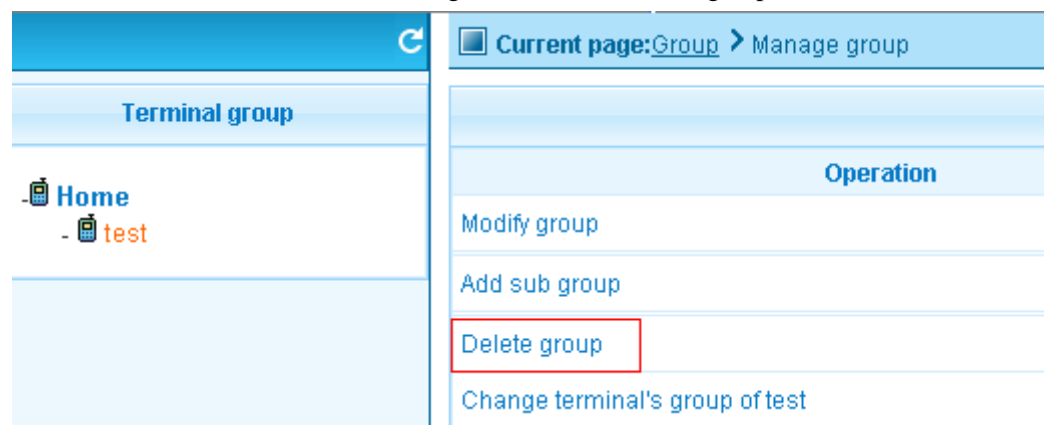 Current page:Group > Manage group
Terminal group
Home
- test
Operation
Modify group
Add sub group
Delete group
Change terminal's group of test